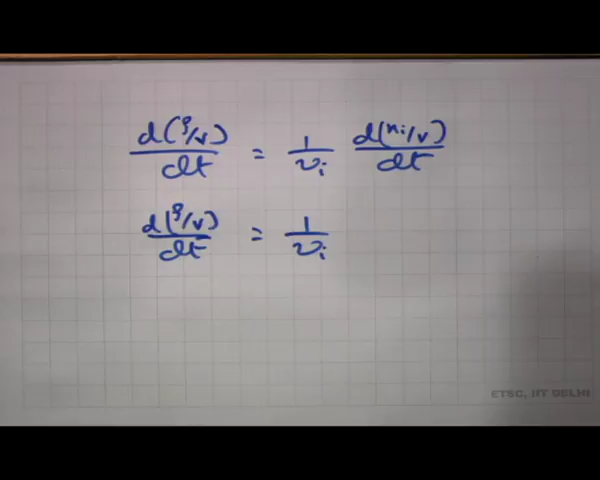 d(ξ/v)/dt = 1/νi d(ni/v)/dt
d(ξ/v)/dt = 1/νi
ETSC, IIT DELHI